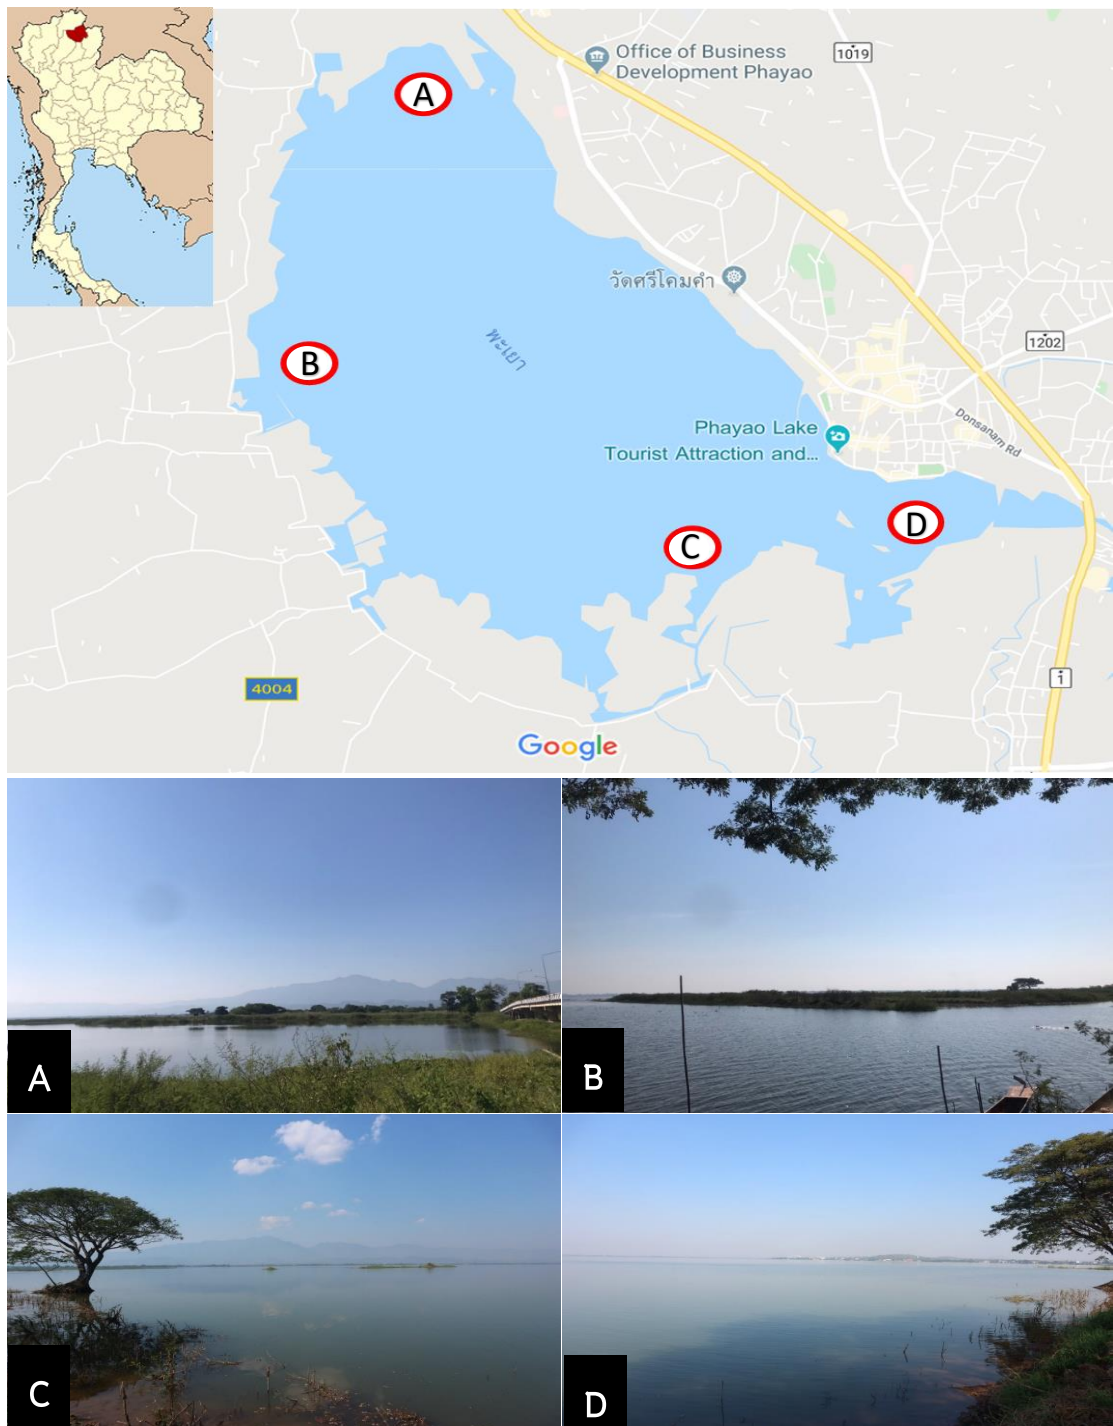 A
Office of Business
Development Phayao
1019
วัดศรีโคมคำ
พะเยา
B
1202
Donsanam Rd
Phayao Lake
Tourist Attraction and...
D
C
4004
1
Google
A
B
C
D